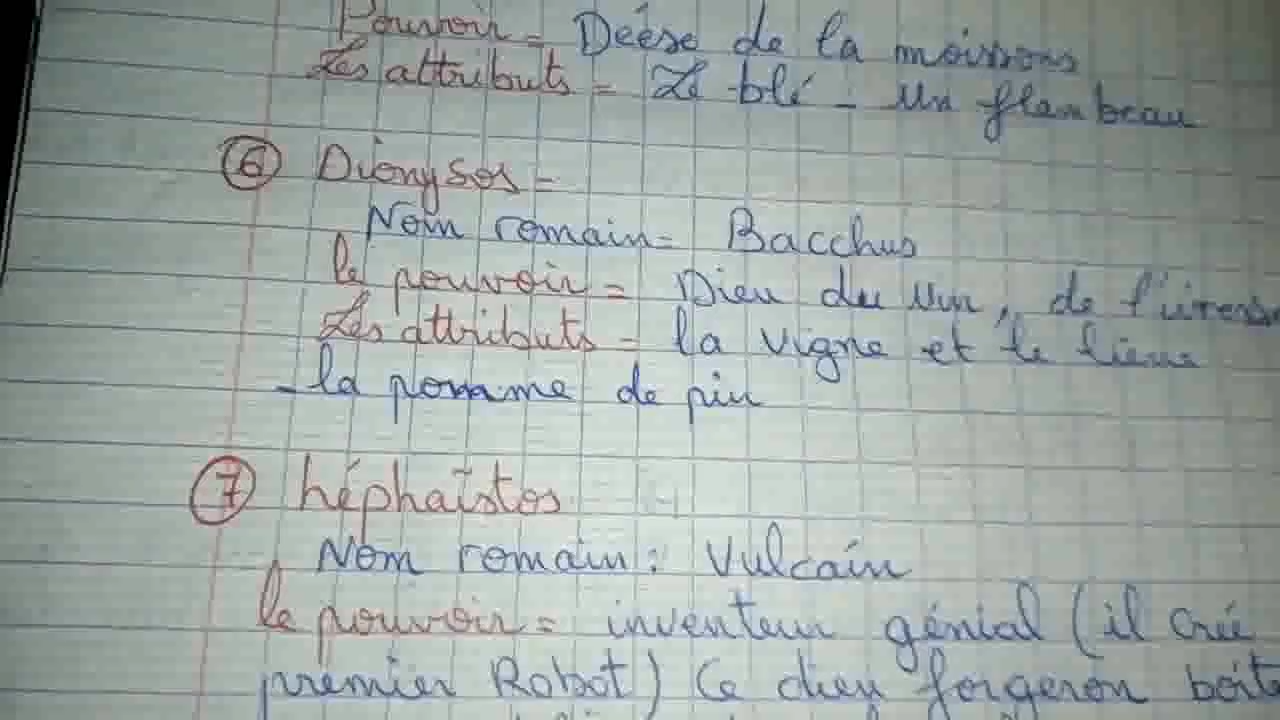 Pouvoir = Déése de la moissons
Les attributs = Le blé - un flambeau
⑥ Dionysos =
Nom romain = Bacchus
le pouvoir = Dieu du vin, de l'ivresse
Les attributs - la vigne et le lierre
- la pomme de pin
⑦ héphaïstos
Nom romain : Vulcain
le pouvoir = inventeur génial (il crée
premier Robot) Ce dieu forgeron boite